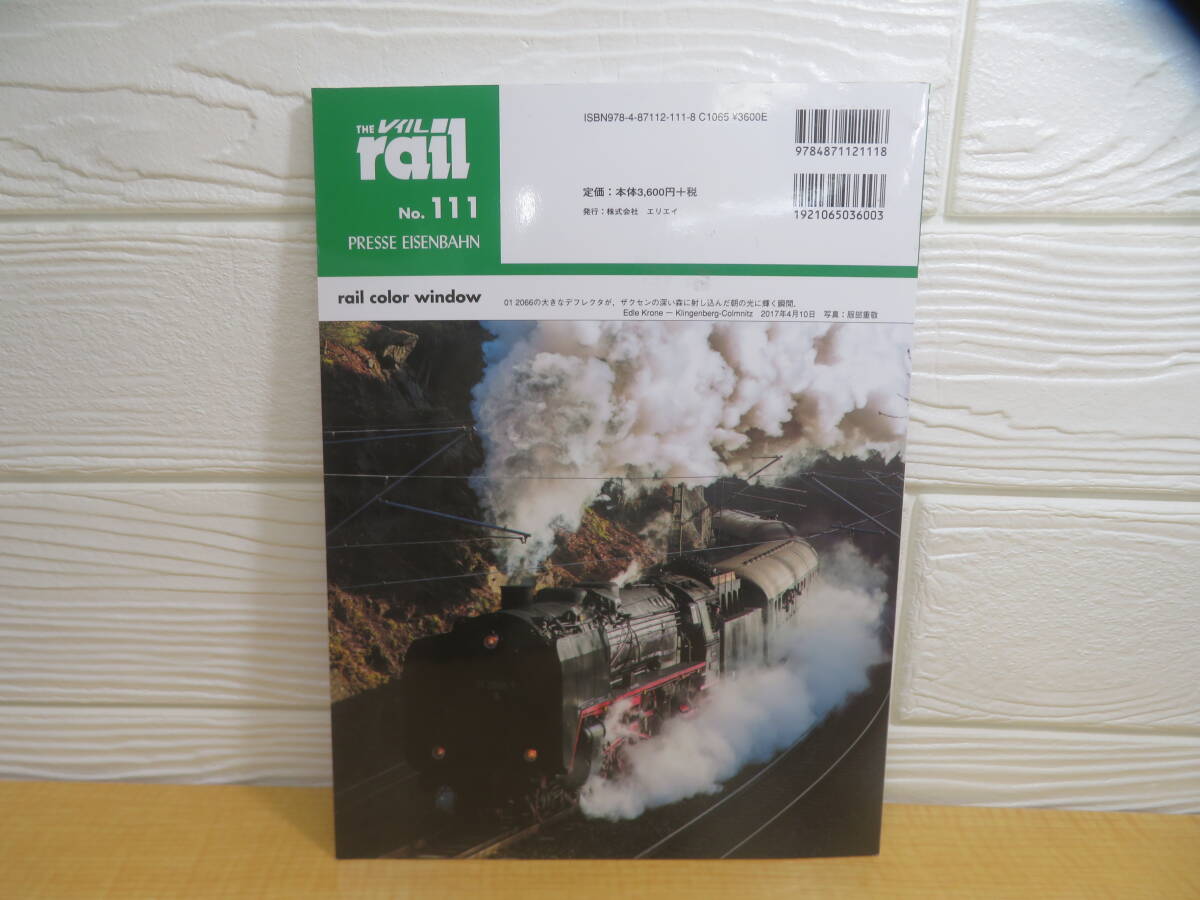 THE レイル
rail
No. 111
PRESSE EISENBAHN
ISBN978-4-87112-111-8 C1065 ¥3600E
9784871121118
定価：本体3,600円＋税
発行：株式会社 エリエイ
1921065036003
rail color window
01 2066の大きなデフレクタが、ザクセンの深い森に射し込んだ朝の光に輝く瞬間。
Edle Krone — Klingenberg-Colmnitz 2017年4月10日 写真：服部重敬